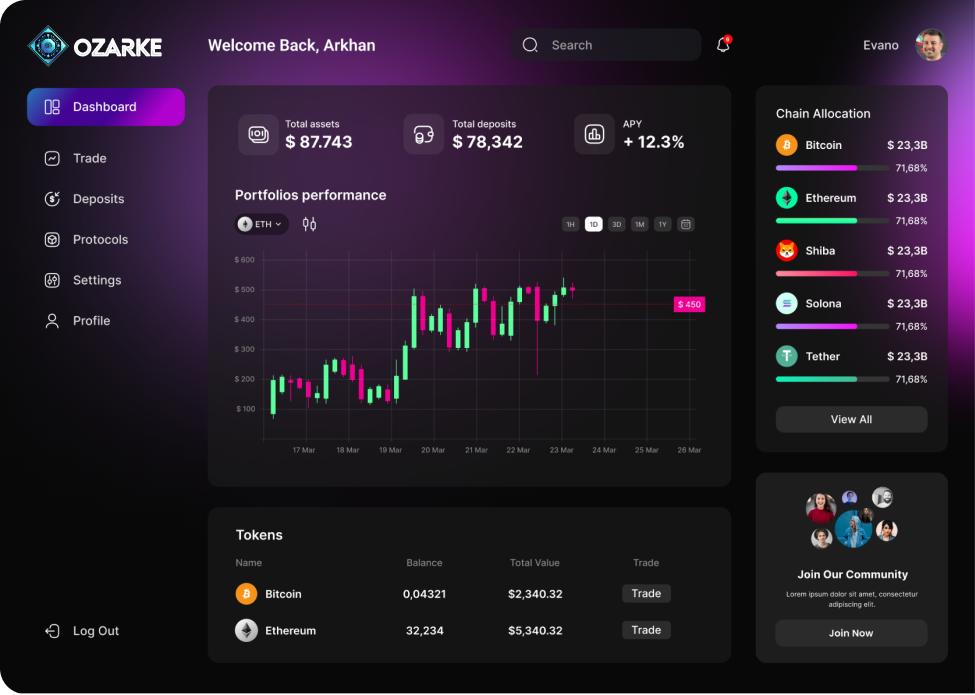 OZARKE
Welcome Back, Arkhan
Search
Evano
Dashboard
Trade
Deposits
Protocols
Settings
Profile
Log Out
Total assets
$ 87.743
Total deposits
$ 78,342
APY
+ 12.3%
Portfolios performance
ETH
1H 1D 3D 1M 1Y
$ 600
$ 500
$ 400
$ 300
$ 200
$ 100
$ 450
17 Mar 18 Mar 19 Mar 20 Mar 21 Mar 22 Mar 23 Mar 24 Mar 25 Mar 26 Mar
Tokens
Name Balance Total Value Trade
Bitcoin 0,04321 $2,340.32 Trade
Ethereum 32,234 $5,340.32 Trade
Chain Allocation
Bitcoin $ 23,3B
71,68%
Ethereum $ 23,3B
71,68%
Shiba $ 23,3B
71,68%
Solona $ 23,3B
71,68%
Tether $ 23,3B
71,68%
View All
Join Our Community
Lorem ipsum dolor sit amet, consectetur
adipiscing elit.
Join Now